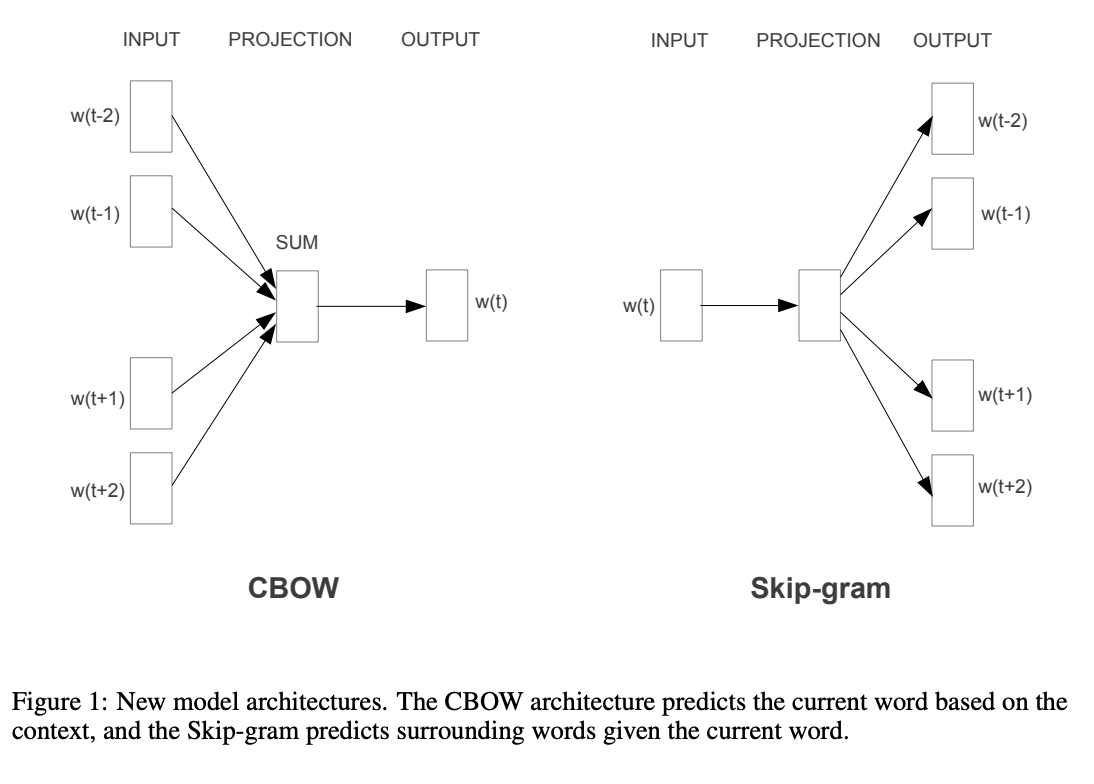 INPUT PROJECTION OUTPUT
w(t-2)
w(t-1)
SUM
w(t)
w(t+1)
w(t+2)
CBOW
INPUT PROJECTION OUTPUT
w(t-2)
w(t-1)
w(t)
w(t+1)
w(t+2)
Skip-gram
Figure 1: New model architectures. The CBOW architecture predicts the current word based on the
context, and the Skip-gram predicts surrounding words given the current word.